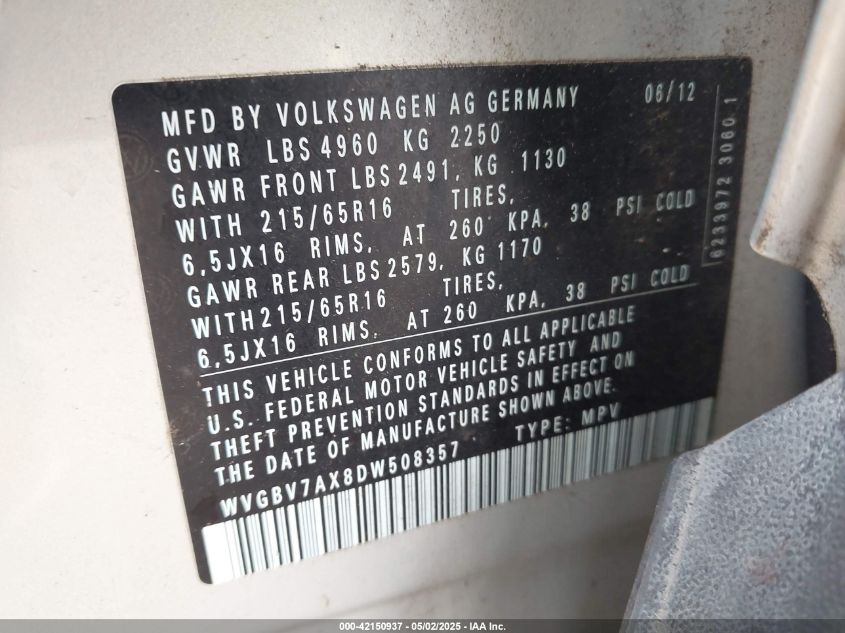 MFD BY VOLKSWAGEN AG GERMANY 06/12
GVWR LBS 4960 KG 2250
GAWR FRONT LBS 2491, KG 1130
WITH 215/65R16 TIRES,
6,5JX16 RIMS, AT 260 KPA, 38 PSI COLD
GAWR REAR LBS 2579, KG 1170
WITH 215/65R16 TIRES,
6,5JX16 RIMS, AT 260 KPA, 38 PSI COLD
THIS VEHICLE CONFORMS TO ALL APPLICABLE
U.S. FEDERAL MOTOR VEHICLE SAFETY AND
THEFT PREVENTION STANDARDS IN EFFECT ON
THE DATE OF MANUFACTURE SHOWN ABOVE.
WVGBV7AX8DW508357 TYPE: MPV
6233972 3060 1
000-42150937 - 05/02/2025 - IAA Inc.